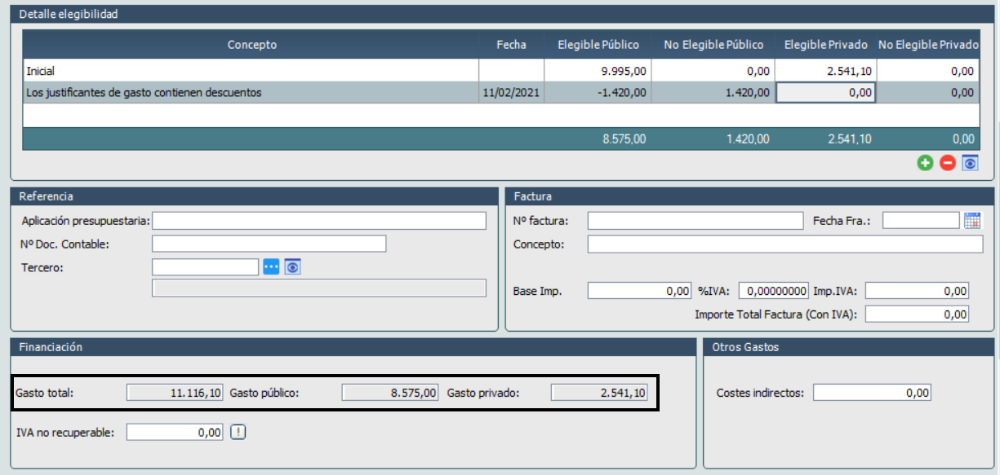 Detalle elegibilidad
Concepto Fecha Elegible Público No Elegible Público Elegible Privado No Elegible Privado
Inicial 9.995,00 0,00 2.541,10 0,00
Los justificantes de gasto contienen descuentos 11/02/2021 -1.420,00 1.420,00 0,00 0,00
8.575,00 1.420,00 2.541,10 0,00
Referencia
Aplicación presupuestaria:
Nº Doc. Contable:
Tercero:
Factura
Nº factura: Fecha Fra.:
Concepto:
Base Imp. 0,00 %IVA: 0,00000000 Imp.IVA: 0,00
Importe Total Factura (Con IVA): 0,00
Financiación
Gasto total: 11.116,10 Gasto público: 8.575,00 Gasto privado: 2.541,10
IVA no recuperable: 0,00 !
Otros Gastos
Costes indirectos: 0,00